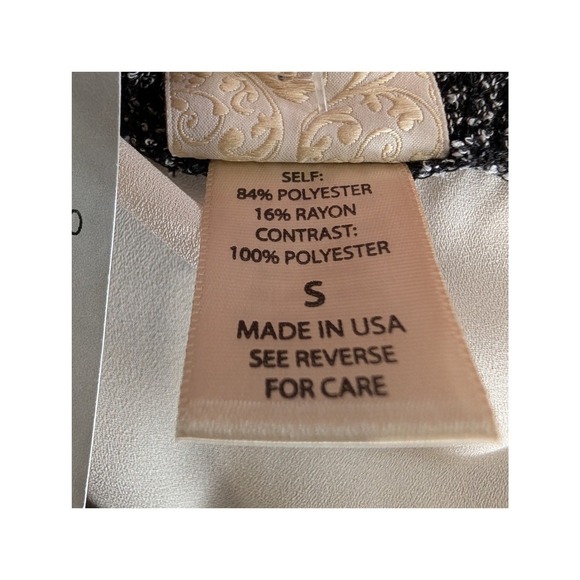 SELF:
84% POLYESTER
16% RAYON
CONTRAST:
100% POLYESTER
S
MADE IN USA
SEE REVERSE
FOR CARE